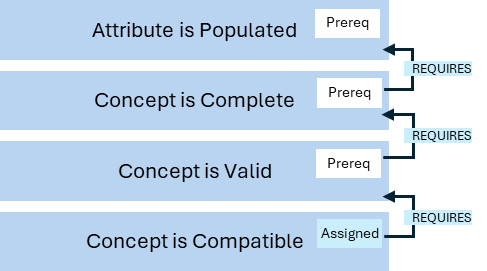 Attribute is Populated
Prereq
REQUIRES
Concept is Complete
Prereq
REQUIRES
Concept is Valid
Prereq
REQUIRES
Concept is Compatible
Assigned